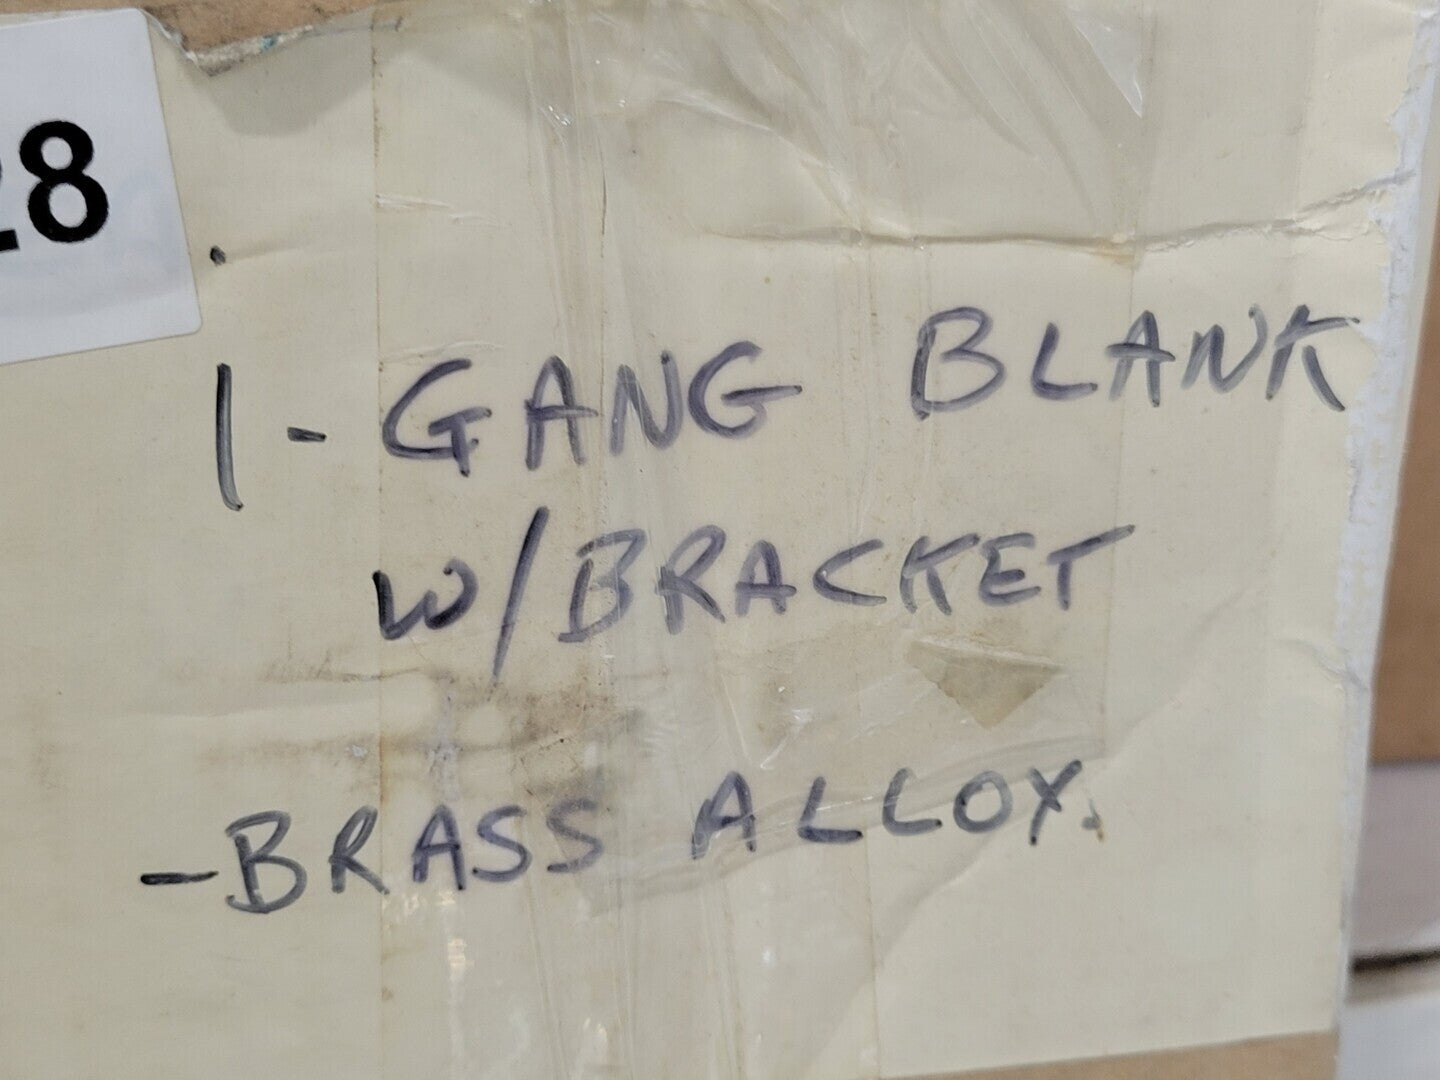 28
1- GANG BLANK
W/BRACKET
-BRASS ALLOY.